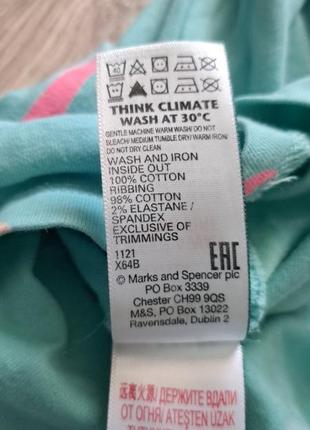 40
THINK CLIMATE
WASH AT 30°C
GENTLE MACHINE WARM WASH/ DO NOT
BLEACH/ MEDIUM TUMBLE DRY/ WARM IRON/
DO NOT DRY CLEAN
WASH AND IRON
INSIDE OUT
100% COTTON
RIBBING
98% COTTON
2% ELASTANE /
SPANDEX
EXCLUSIVE OF
TRIMMINGS
1121
X64B
EAC
© Marks and Spencer plc
PO Box 3339
Chester CH99 9QS
M&S, PO Box 13022
Ravensdale, Dublin 2
远离火源/ ДЕРЖИТЕ ВДАЛИ
ОТ ОГНЯ/ ATEŞTEN UZAK